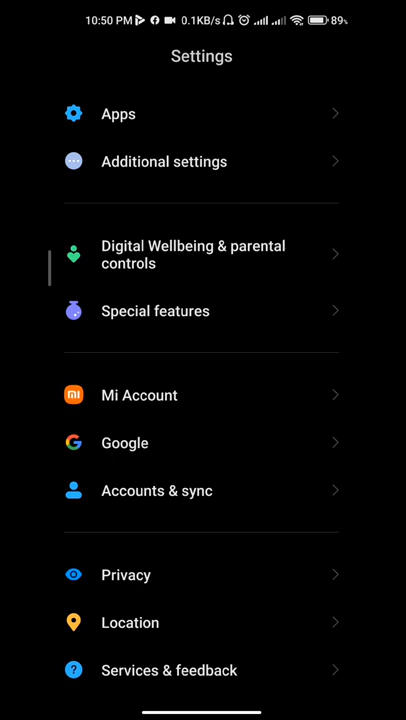 10:50 PM 0.1KB/s 89%
Settings
Apps
Additional settings
Digital Wellbeing & parental
controls
Special features
Mi Account
Google
Accounts & sync
Privacy
Location
Services & feedback